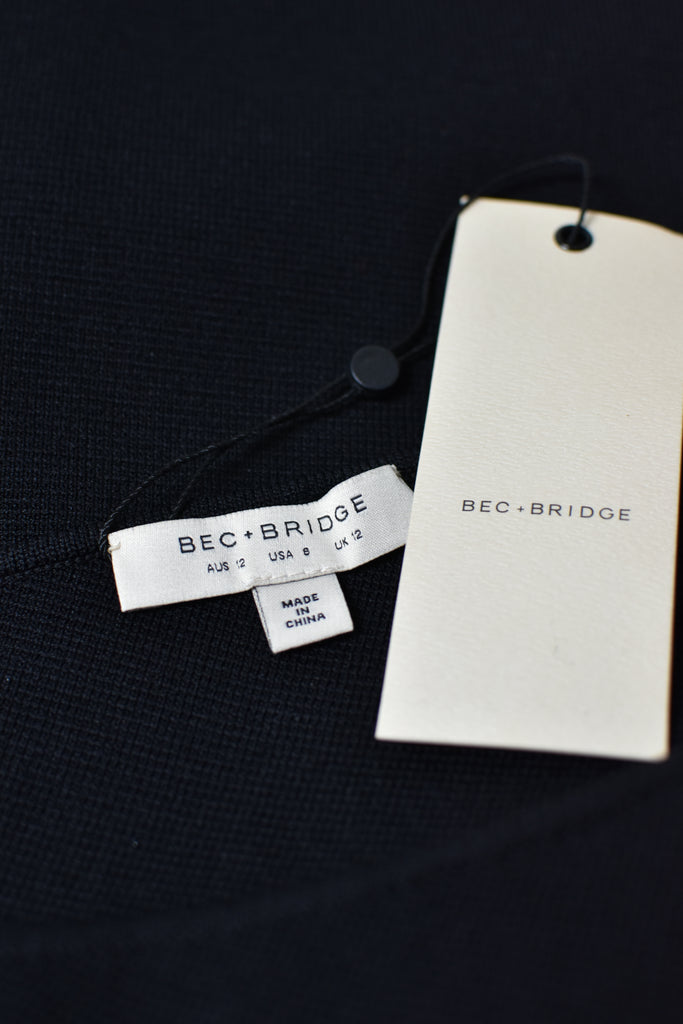 BEC + BRIDGE
AUS 12 USA 8 UK 12
MADE
IN
CHINA
BEC + BRIDGE